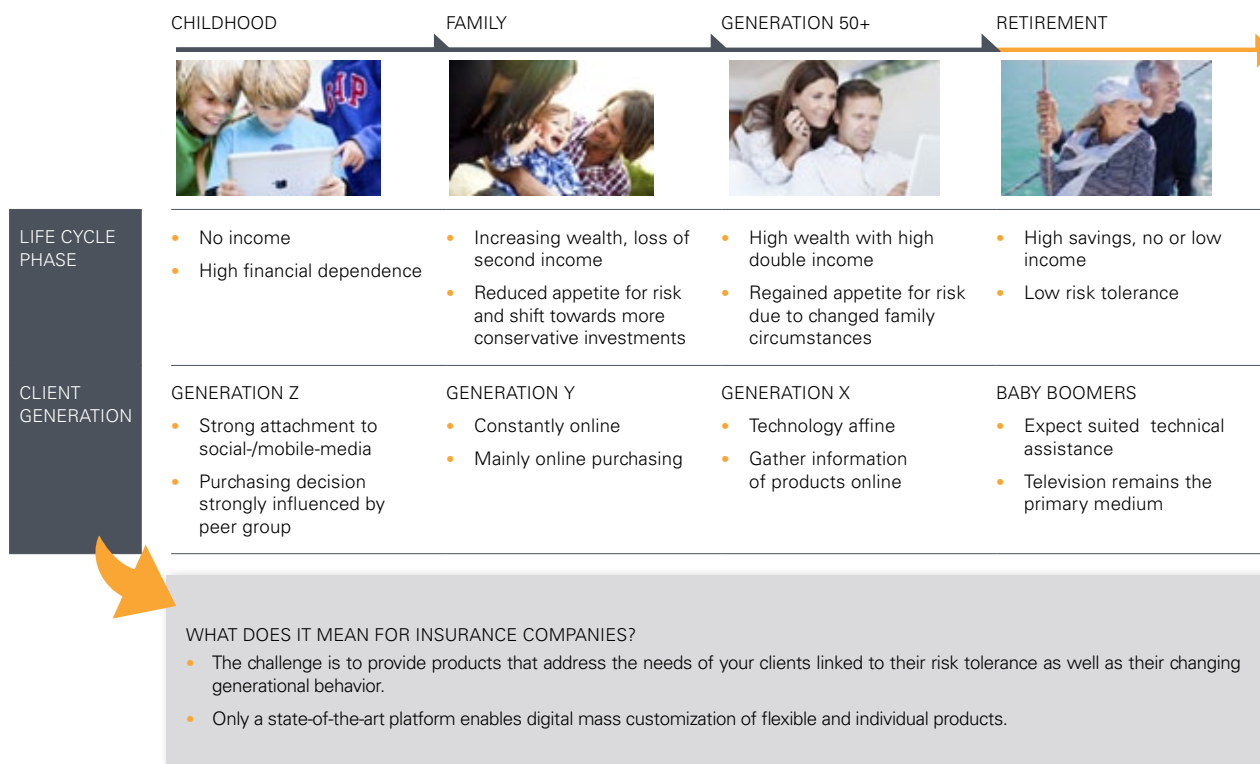 CHILDHOOD
FAMILY
GENERATION 50+
RETIREMENT
GAP
LIFE CYCLE
PHASE
• No income
• High financial dependence
• Increasing wealth, loss of
second income
• Reduced appetite for risk
and shift towards more
conservative investments
• High wealth with high
double income
• Regained appetite for risk
due to changed family
circumstances
• High savings, no or low
income
• Low risk tolerance
CLIENT
GENERATION
GENERATION Z
• Strong attachment to
social-/mobile-media
• Purchasing decision
strongly influenced by
peer group
GENERATION Y
• Constantly online
• Mainly online purchasing
GENERATION X
• Technology affine
• Gather information
of products online
BABY BOOMERS
• Expect suited technical
assistance
• Television remains the
primary medium
WHAT DOES IT MEAN FOR INSURANCE COMPANIES?
• The challenge is to provide products that address the needs of your clients linked to their risk tolerance as well as their changing
generational behavior.
• Only a state-of-the-art platform enables digital mass customization of flexible and individual products.